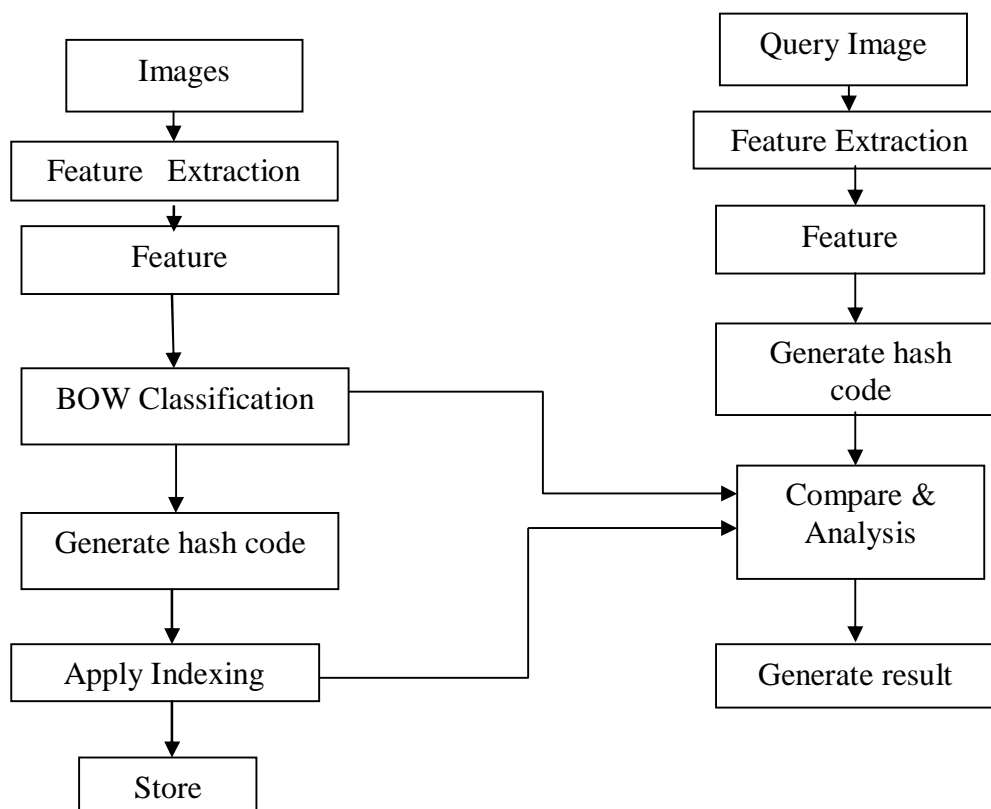 Images
Feature Extraction
Feature
BOW Classification
Generate hash code
Apply Indexing
Store
Query Image
Feature Extraction
Feature
Generate hash
code
Compare &
Analysis
Generate result